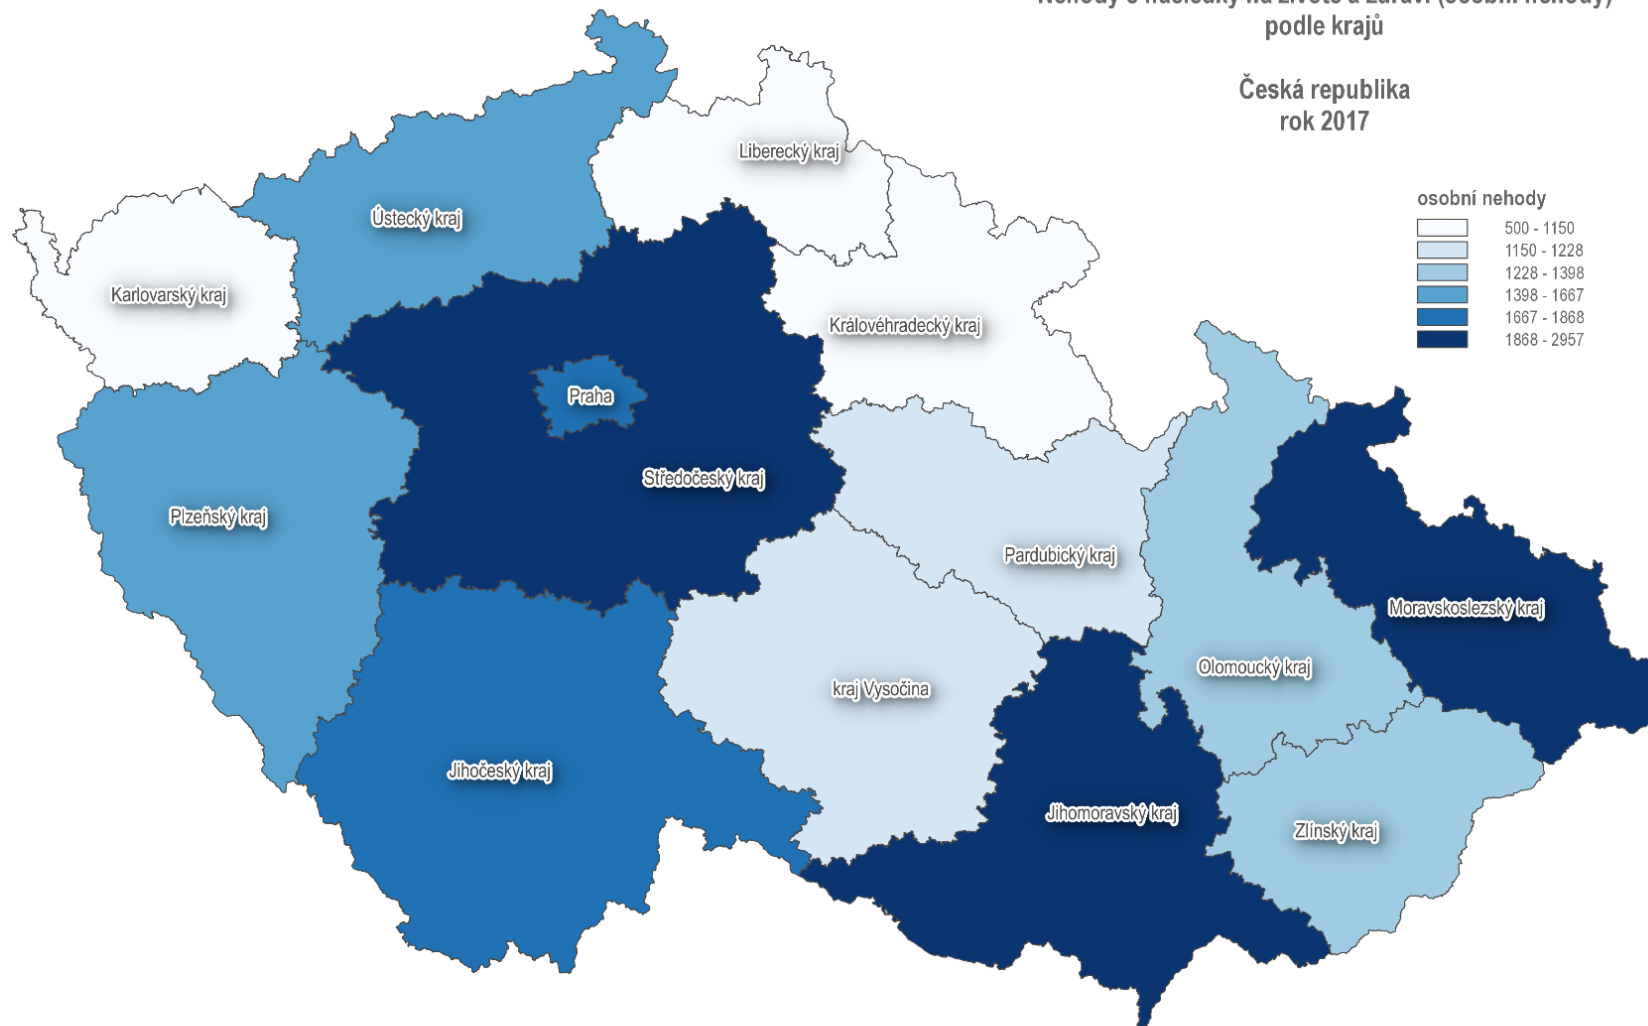 podle krajů
Česká republika
rok 2017
osobní nehody
500 - 1150
1150 - 1228
1228 - 1398
1398 - 1667
1667 - 1868
1868 - 2957
Liberecký kraj
Ústecký kraj
Karlovarský kraj
Královéhradecký kraj
Praha
Středočeský kraj
Plzeňský kraj
Pardubický kraj
Moravskoslezský kraj
Olomoucký kraj
kraj Vysočina
Jihočeský kraj
Jihomoravský kraj
Zlínský kraj